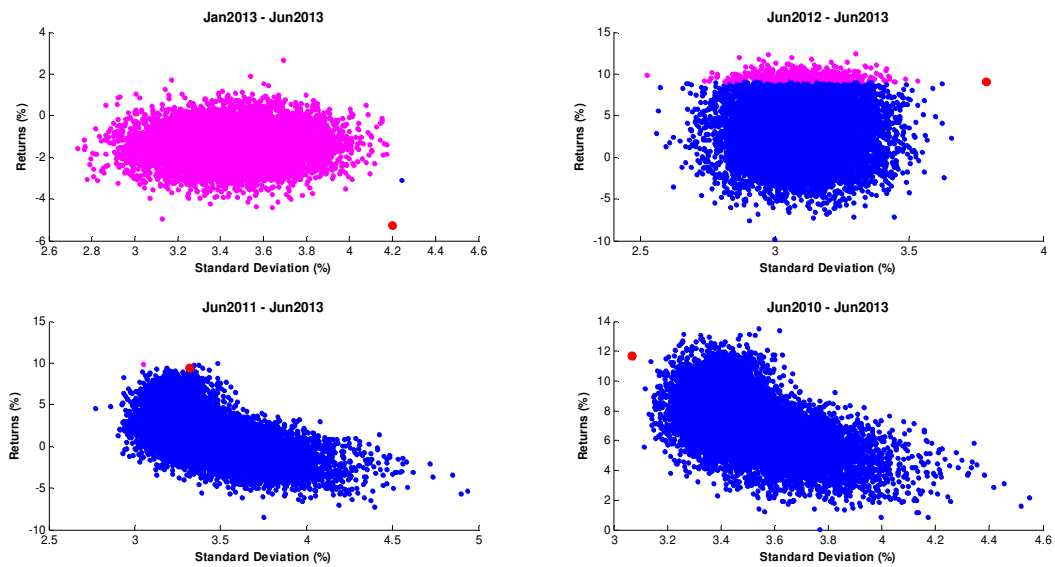 Jan2013 - Jun2013
4
2
0
-2
-4
-6
2.6 2.8 3 3.2 3.4 3.6 3.8 4 4.2 4.4 4.6
Returns (%)
Standard Deviation (%)
Jun2012 - Jun2013
15
10
5
0
-5
-10
2.5 3 3.5 4
Returns (%)
Standard Deviation (%)
Jun2011 - Jun2013
15
10
5
0
-5
-10
2.5 3 3.5 4 4.5 5
Returns (%)
Standard Deviation (%)
Jun2010 - Jun2013
14
12
10
8
6
4
2
0
3 3.2 3.4 3.6 3.8 4 4.2 4.4 4.6
Returns (%)
Standard Deviation (%)